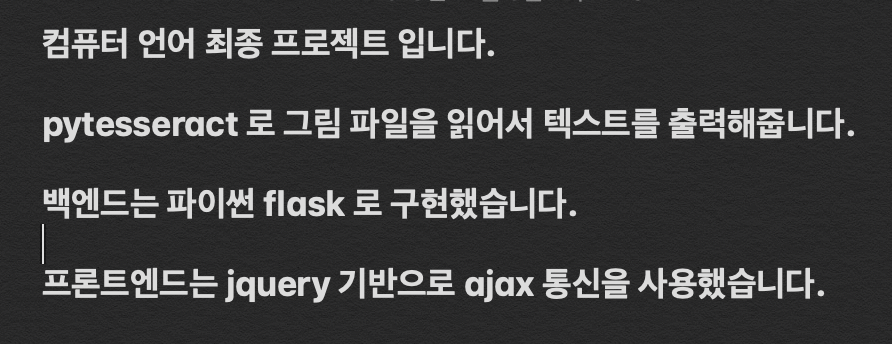 컴퓨터 언어 최종 프로젝트 입니다.
pytesseract 로 그림 파일을 읽어서 텍스트를 출력해줍니다.
백엔드는 파이썬 flask 로 구현했습니다.
프론트엔드는 jquery 기반으로 ajax 통신을 사용했습니다.